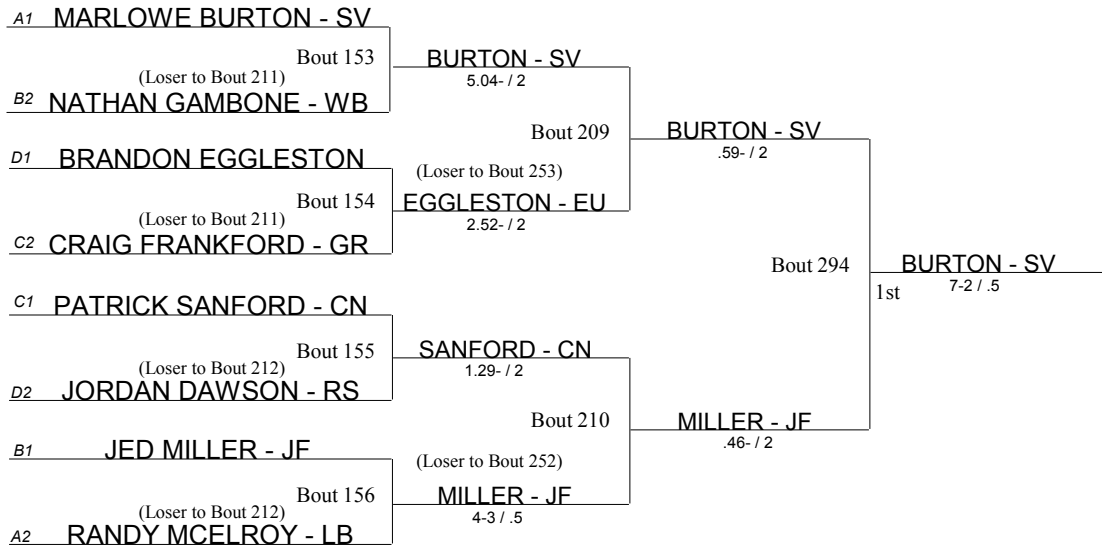 A1 MARLOWE BURTON - SV
Bout 153
(Loser to Bout 211)
B2 NATHAN GAMBONE - WB
BURTON - SV
5.04- / 2
D1 BRANDON EGGLESTON
Bout 154
(Loser to Bout 211)
C2 CRAIG FRANKFORD - GR
Bout 209
(Loser to Bout 253)
EGGLESTON - EU
2.52- / 2
BURTON - SV
.59- / 2
C1 PATRICK SANFORD - CN
Bout 155
(Loser to Bout 212)
D2 JORDAN DAWSON - RS
SANFORD - CN
1.29- / 2
B1 JED MILLER - JF
Bout 156
(Loser to Bout 212)
A2 RANDY MCELROY - LB
Bout 210
(Loser to Bout 252)
MILLER - JF
4-3 / .5
MILLER - JF
.46- / 2
Bout 294
BURTON - SV
7-2 / .5
1st